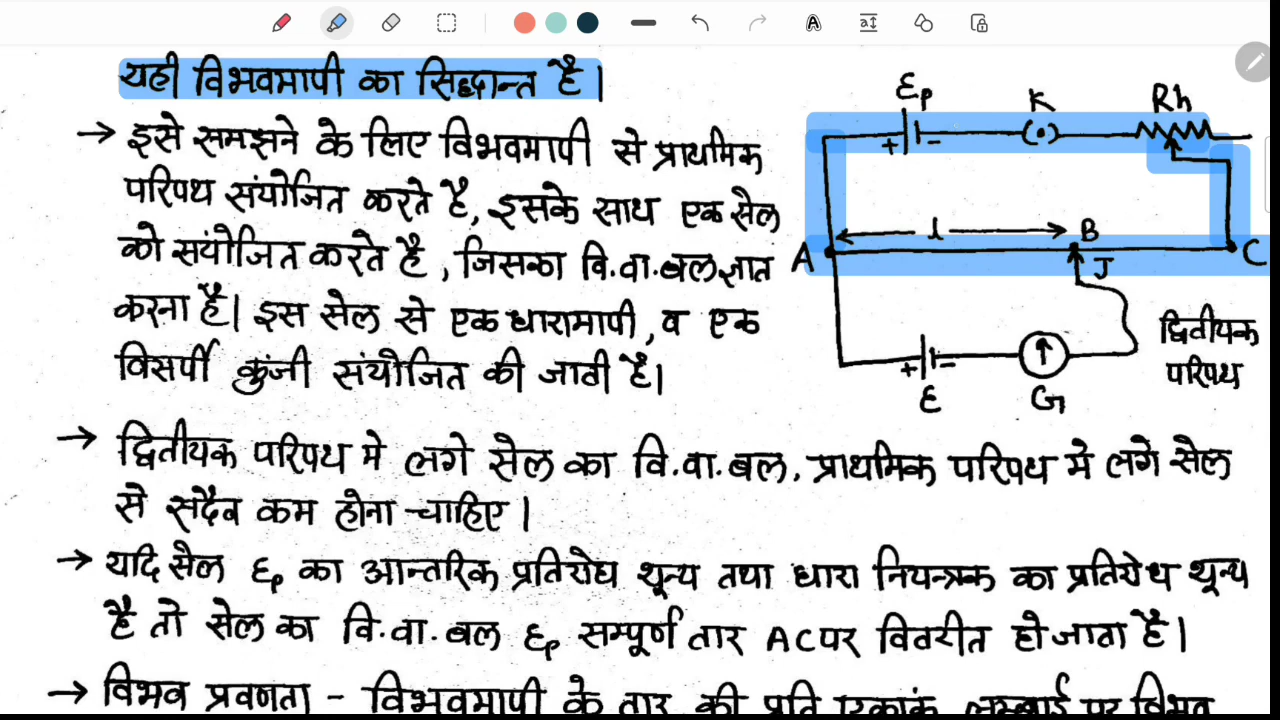 यही विभवमापी का सिद्धान्त है।
→ इसे समझने के लिए विभवमापी से प्राथमिक
परिपथ संयोजित करते है, इसके साथ एक सेल
को संयोजित करते है, जिसका वि.वा.बल ज्ञात
करना है। इस सेल से एक धारामापी, व एक
विसर्पी कुंजी संयोजित की जाती है।
→ द्वितीयक परिपथ मे लगे सेल का वि.वा.बल, प्राथमिक परिपथ मे लगे सेल
से सदैव कम होना चाहिए।
→ यदि सेल Ep का आन्तरिक प्रतिरोध शून्य तथा धारा नियन्त्रक का प्रतिरोध शून्य
है तो सेल का वि.वा.बल Ep सम्पूर्ण तार AC पर वितरीत हो जाता है।
→ विभव प्रवणता - विभवमापी के तार की प्रति एकांक लम्बाई पर विभव
Ep K Rh
+ - (•)
l B
A J C
द्वितीयक
परिपथ
+ -
E G